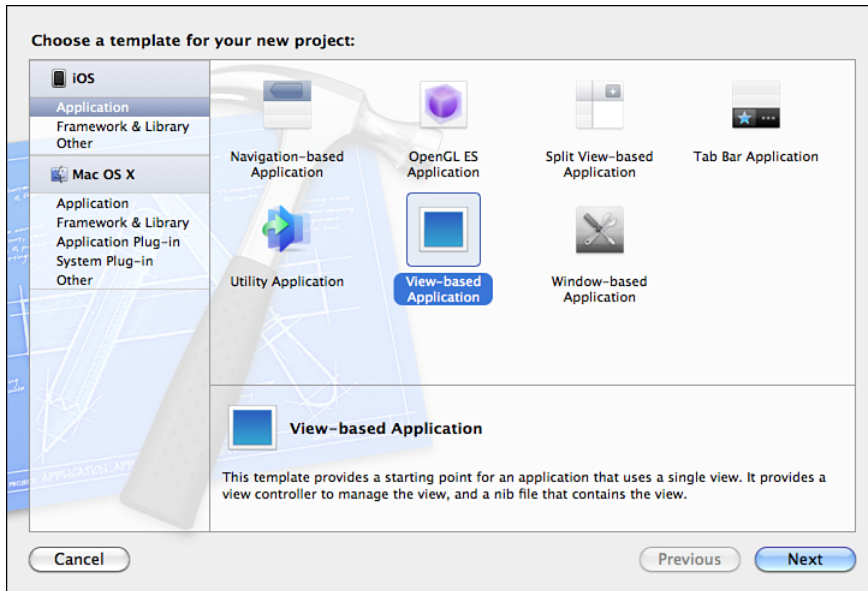 Choose a template for your new project:
iOS
Application
Framework & Library
Other
Mac OS X
Application
Framework & Library
Application Plug-in
System Plug-in
Other
Navigation-based
Application
OpenGL ES
Application
Split View-based
Application
Tab Bar Application
Utility Application
View-based
Application
Window-based
Application
View-based Application
This template provides a starting point for an application that uses a single view. It provides a
view controller to manage the view, and a nib file that contains the view.
Cancel
Previous
Next